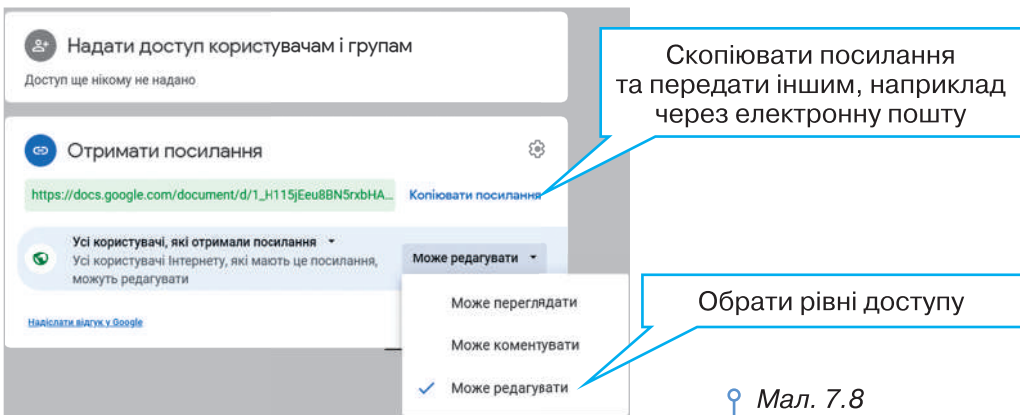 Надати доступ користувачам і групам
Доступ ще нікому не надано
Скопіювати посилання
та передати іншим, наприклад
через електронну пошту
Отримати посилання
https://docs.google.com/document/d/1_H115jEeu8BN5rxbHA...
Копіювати посилання
Усі користувачі, які отримали посилання
Усі користувачі Інтернету, які мають це посилання,
можуть редагувати
Може редагувати
Може переглядати
Обрати рівні доступу
Надіслати відгук у Google
Може коментувати
Може редагувати
Мал. 7.8